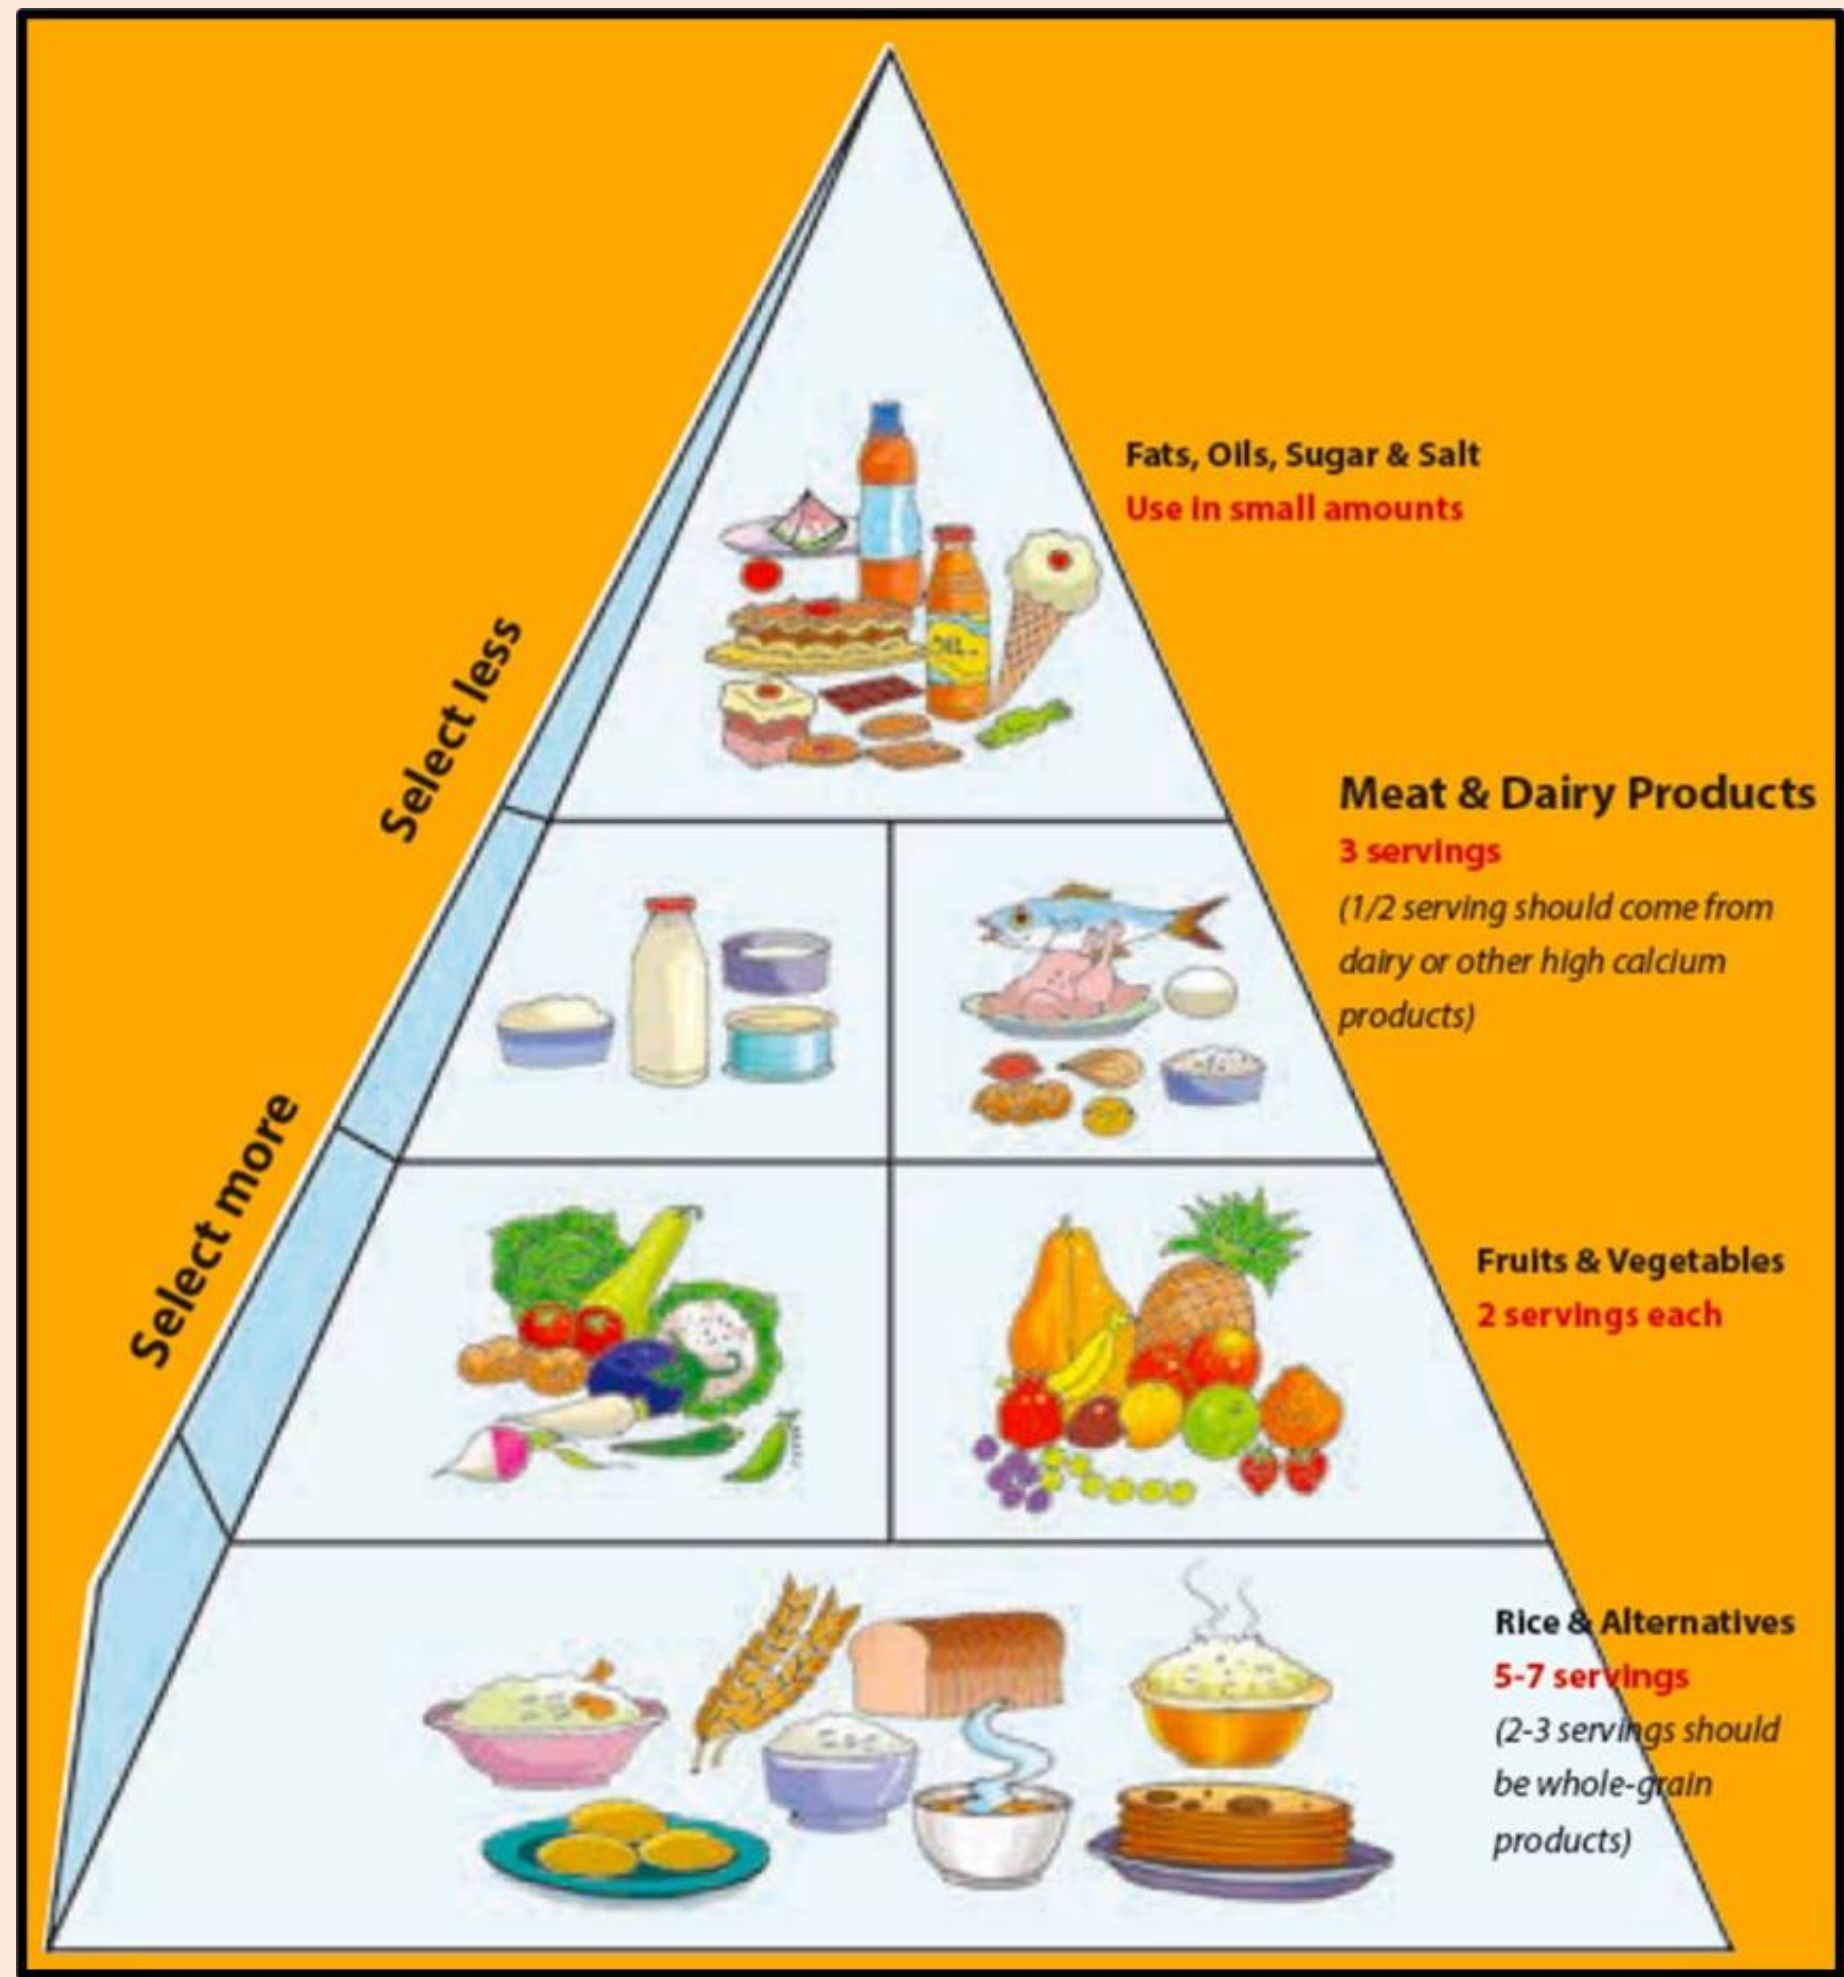 Fats, Oils, Sugar & Salt
Use in small amounts
OIL
Select less
Meat & Dairy Products
3 servings
(1/2 serving should come from
dairy or other high calcium
products)
Select more
Fruits & Vegetables
2 servings each
Rice & Alternatives
5-7 servings
(2-3 servings should
be whole-grain
products)